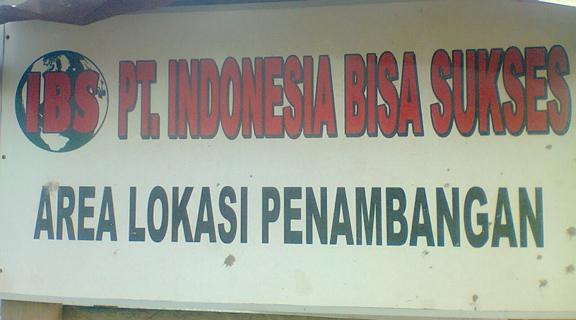 IBS PT. INDONESIA BISA SUKSES
AREA LOKASI PENAMBANGAN